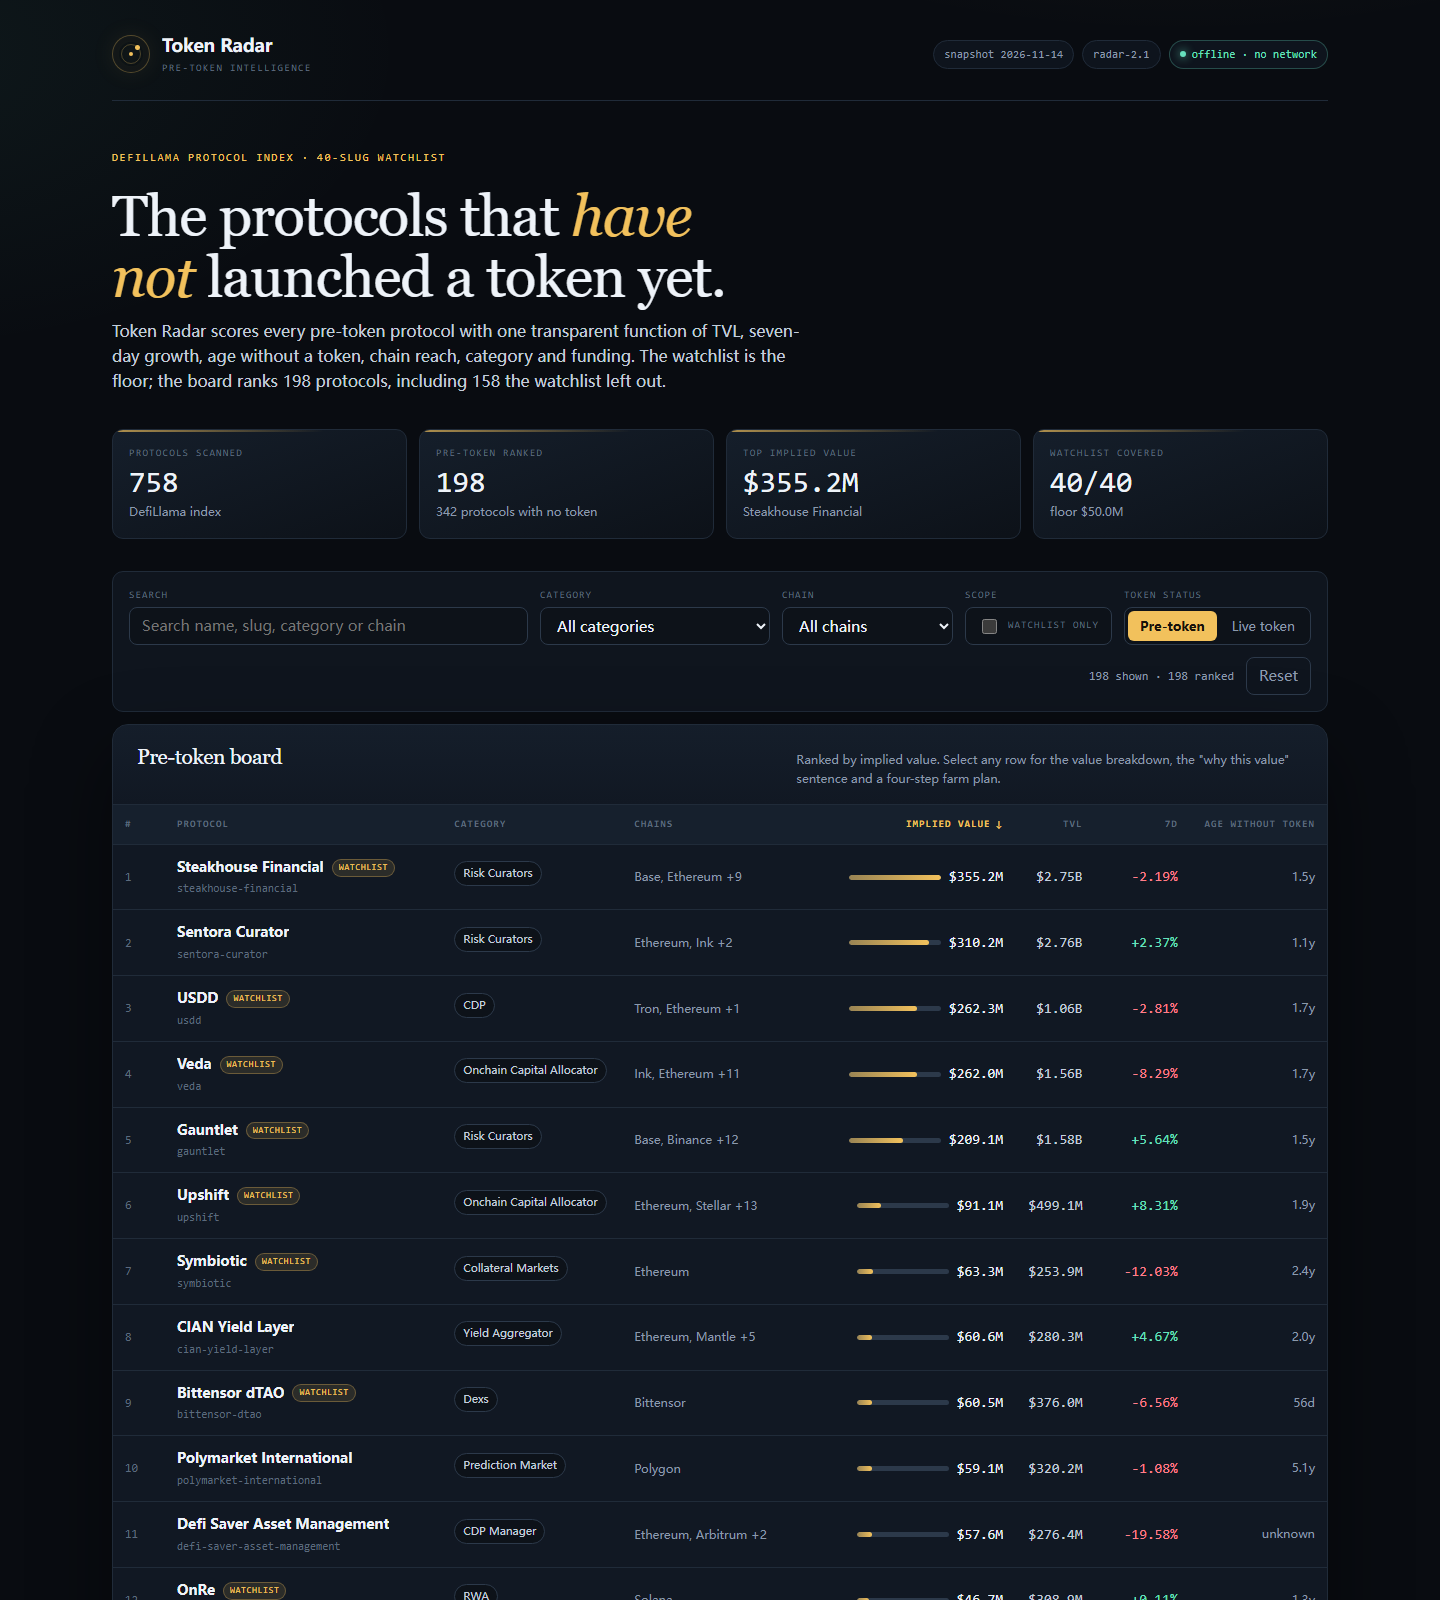 Token Radar
PRE-TOKEN INTELLIGENCE
snapshot 2026-11-14
radar-2.1
offline · no network
DEFILLAMA PROTOCOL INDEX · 40-SLUG WATCHLIST
The protocols that have
not launched a token yet.
Token Radar scores every pre-token protocol with one transparent function of TVL, seven-
day growth, age without a token, chain reach, category and funding. The watchlist is the
floor; the board ranks 198 protocols, including 158 the watchlist left out.
PROTOCOLS SCANNED
758
DefiLlama index
PRE-TOKEN RANKED
198
342 protocols with no token
TOP IMPLIED VALUE
$355.2M
Steakhouse Financial
WATCHLIST COVERED
40/40
floor $50.0M
SEARCH
Search name, slug, category or chain
CATEGORY
All categories
CHAIN
All chains
SCOPE
WATCHLIST ONLY
TOKEN STATUS
Pre-token Live token
198 shown · 198 ranked Reset
Pre-token board
Ranked by implied value. Select any row for the value breakdown, the "why this value"
sentence and a four-step farm plan.
# PROTOCOL CATEGORY CHAINS IMPLIED VALUE ↓ TVL 7D AGE WITHOUT TOKEN
1 Steakhouse Financial WATCHLIST Risk Curators Base, Ethereum +9 $355.2M $2.75B -2.19% 1.5y
steakhouse-financial
2 Sentora Curator Risk Curators Ethereum, Ink +2 $310.2M $2.76B +2.37% 1.1y
sentora-curator
3 USDD WATCHLIST CDP Tron, Ethereum +1 $262.3M $1.06B -2.81% 1.7y
usdd
4 Veda WATCHLIST Onchain Capital Allocator Ink, Ethereum +11 $262.0M $1.56B -8.29% 1.7y
veda
5 Gauntlet WATCHLIST Risk Curators Base, Binance +12 $209.1M $1.58B +5.64% 1.5y
gauntlet
6 Upshift WATCHLIST Onchain Capital Allocator Ethereum, Stellar +13 $91.1M $499.1M +8.31% 1.9y
upshift
7 Symbiotic WATCHLIST Collateral Markets Ethereum $63.3M $253.9M -12.03% 2.4y
symbiotic
8 CIAN Yield Layer Yield Aggregator Ethereum, Mantle +5 $60.6M $280.3M +4.67% 2.0y
cian-yield-layer
9 Bittensor dTAO WATCHLIST Dexs Bittensor $60.5M $376.0M -6.56% 56d
bittensor-dtao
10 Polymarket International Prediction Market Polygon $59.1M $320.2M -1.08% 5.1y
polymarket-international
11 Defi Saver Asset Management CDP Manager Ethereum, Arbitrum +2 $57.6M $276.4M -19.58% unknown
defi-saver-asset-management
OnRe WATCHLIST RWA